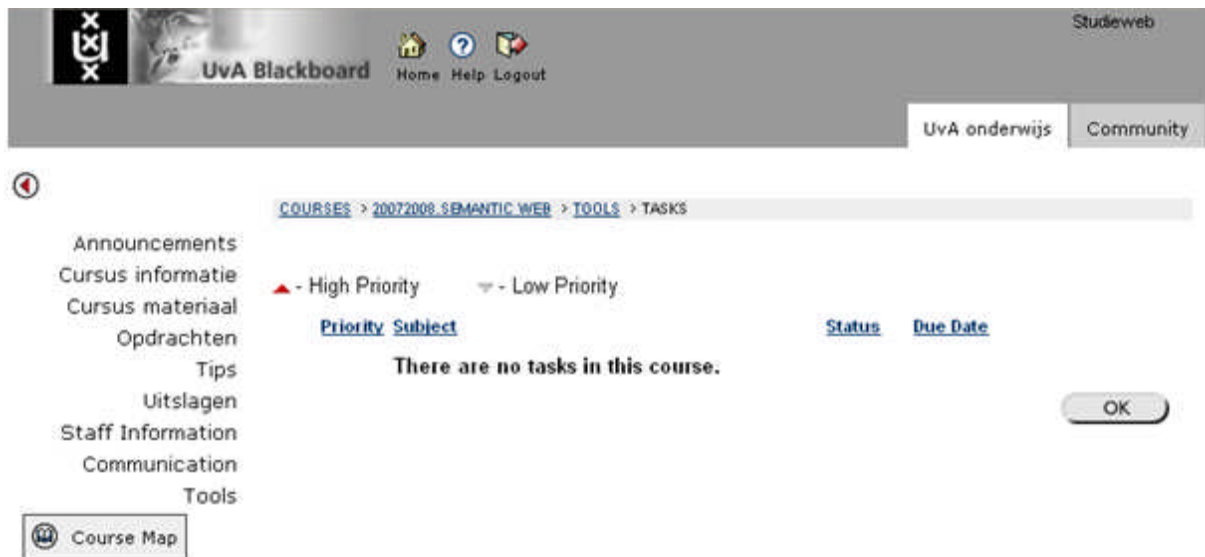 Studieweb
UvA Blackboard
Home Help Logout
UvA onderwijs Community
COURSES > 20072008.SEMANTIC WEB > TOOLS > TASKS
Announcements
Cursus informatie
Cursus materiaal
Opdrachten
Tips
Uitslagen
Staff Information
Communication
Tools
Course Map
- High Priority - Low Priority
Priority Subject Status Due Date
There are no tasks in this course.
OK